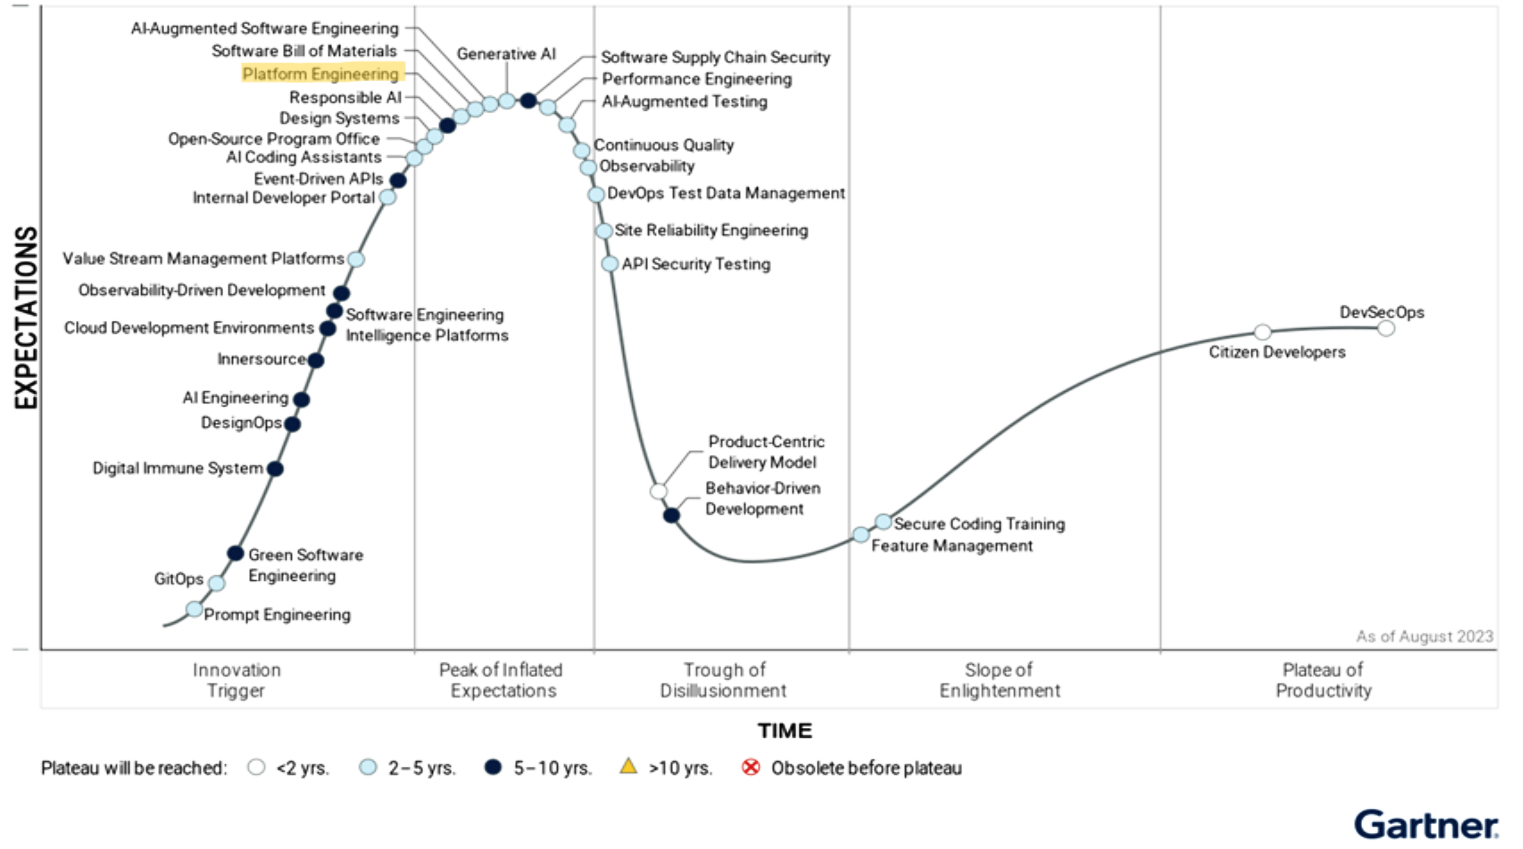 AI-Augmented Software Engineering
Software Bill of Materials
Platform Engineering
Responsible AI
Design Systems
Open-Source Program Office
AI Coding Assistants
Event-Driven APIs
Internal Developer Portal
Value Stream Management Platforms
Observability-Driven Development
Software Engineering
Intelligence Platforms
Cloud Development Environments
Innersource
AI Engineering
DesignOps
Digital Immune System
Green Software
Engineering
GitOps
Prompt Engineering
Generative AI
Software Supply Chain Security
Performance Engineering
AI-Augmented Testing
Continuous Quality
Observability
DevOps Test Data Management
Site Reliability Engineering
API Security Testing
Product-Centric
Delivery Model
Behavior-Driven
Development
Secure Coding Training
Feature Management
DevSecOps
Citizen Developers
EXPECTATIONS
As of August 2023
Innovation
Trigger
Peak of Inflated
Expectations
Trough of
Disillusionment
Slope of
Enlightenment
Plateau of
Productivity
TIME
Plateau will be reached: <2 yrs. 2–5 yrs. 5–10 yrs. >10 yrs. Obsolete before plateau
Gartner